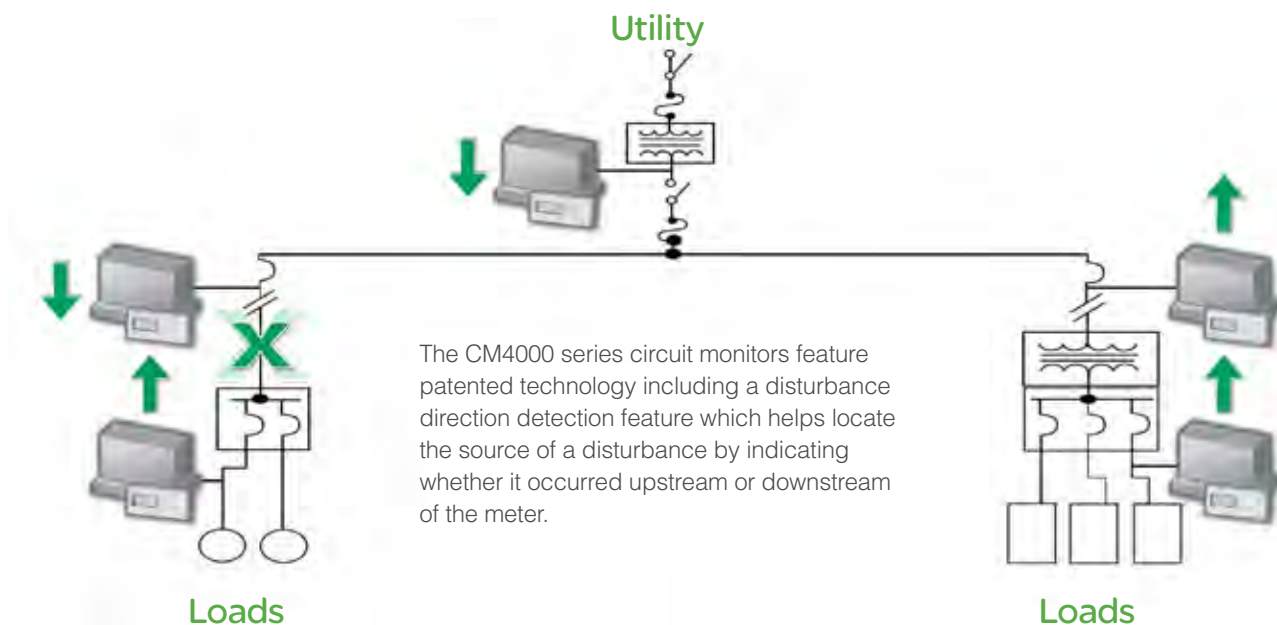 Utility
The CM4000 series circuit monitors feature
patented technology including a disturbance
direction detection feature which helps locate
the source of a disturbance by indicating
whether it occurred upstream or downstream
of the meter.
Loads
Loads